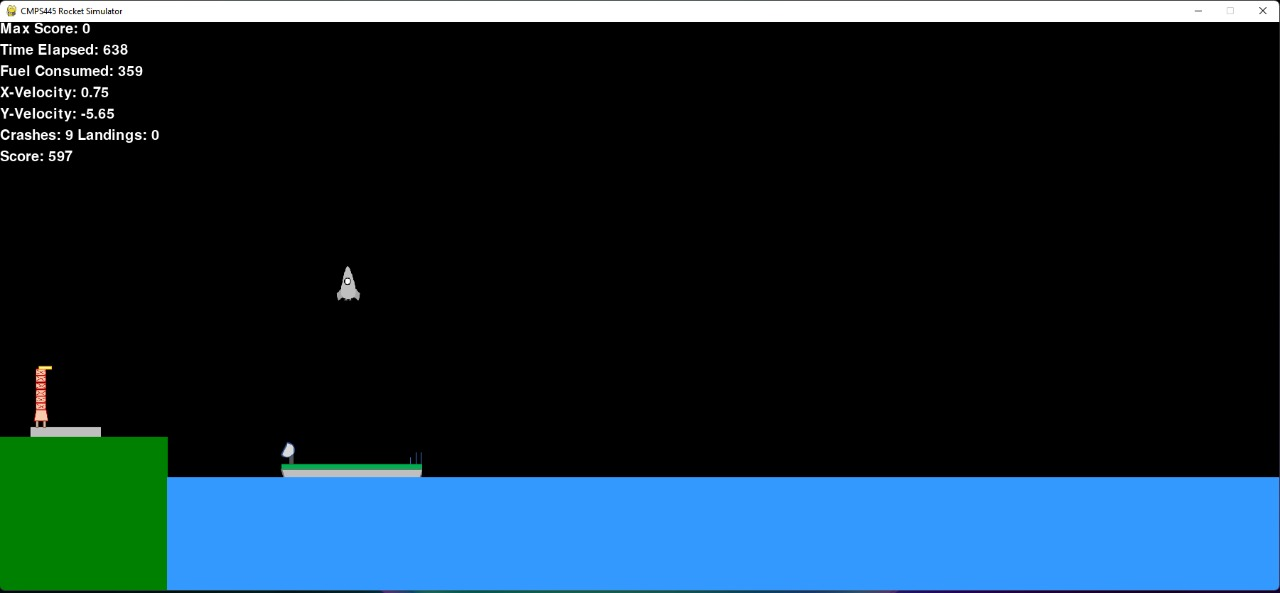 CMPS445 Rocket Simulator
Max Score: 0
Time Elapsed: 638
Fuel Consumed: 359
X-Velocity: 0.75
Y-Velocity: -5.65
Crashes: 9 Landings: 0
Score: 597